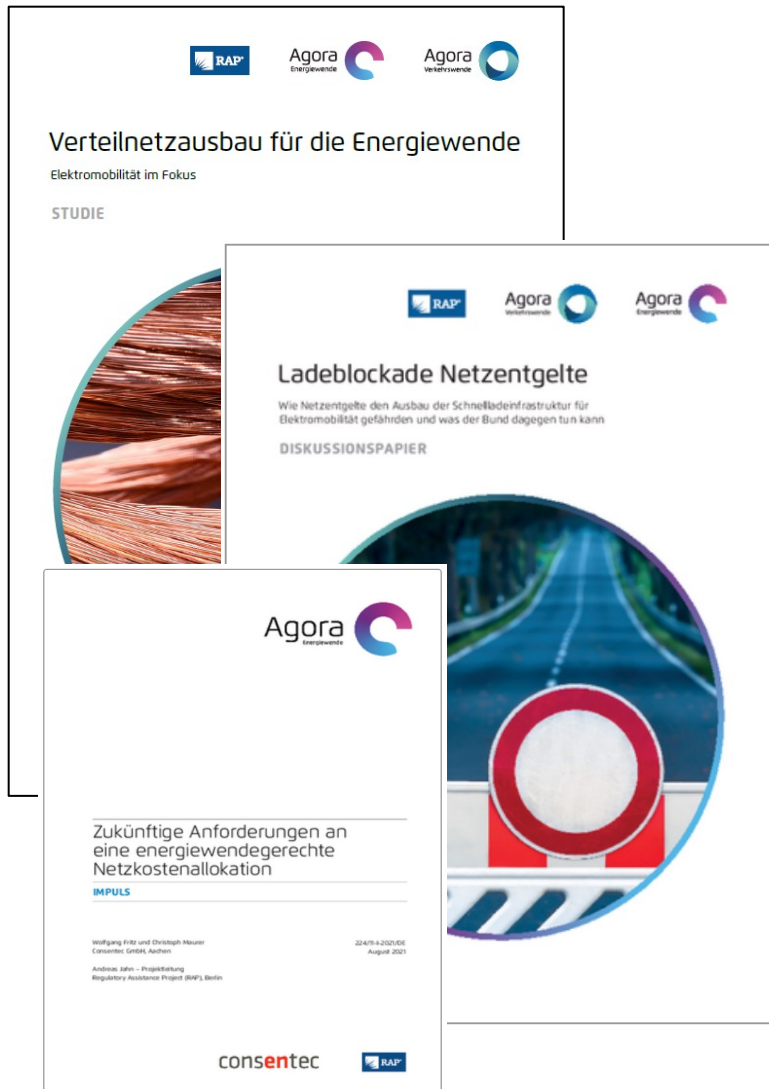 RAP
Agora
Energiewende
Agora
Verkehrswende
Verteilnetzausbau für die Energiewende
Elektromobilität im Fokus
STUDIE
RAP
Agora
Verkehrswende
Agora
Energiewende
Ladeblockade Netzentgelte
Wie Netzentgelte den Ausbau der Schnellladeinfrastruktur für
Elektromobilität gefährden und was der Bund dagegen tun kann
DISKUSSIONSPAPIER
Agora
Energiewende
Zukünftige Anforderungen an
eine energiewendegerechte
Netzkostenallokation
IMPULS
Wolfgang Fritz und Christoph Maurer
Consentec GmbH, Aachen
224/11-I-2021/DE
August 2021
Andreas Jahn – Projektleitung
Regulatory Assistance Project (RAP), Berlin
consentec
RAP